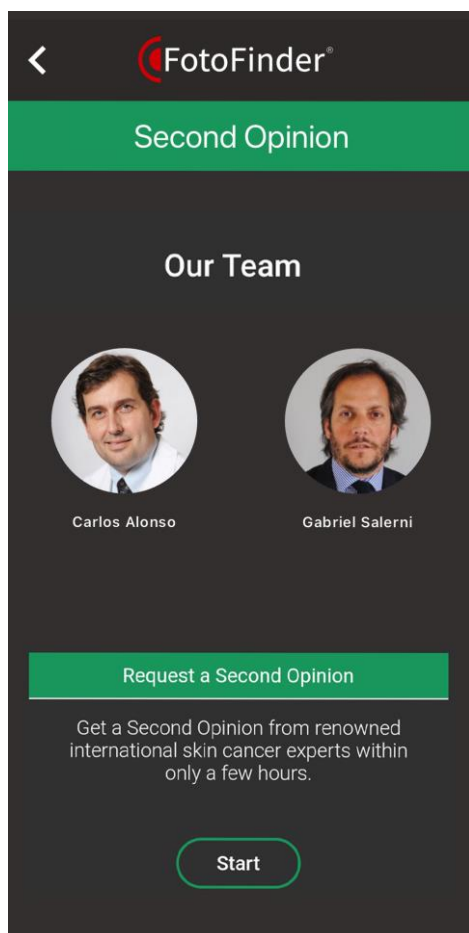 FotoFinder®
Second Opinion
Our Team
Carlos Alonso
Gabriel Salerni
Request a Second Opinion
Get a Second Opinion from renowned
international skin cancer experts within
only a few hours.
Start